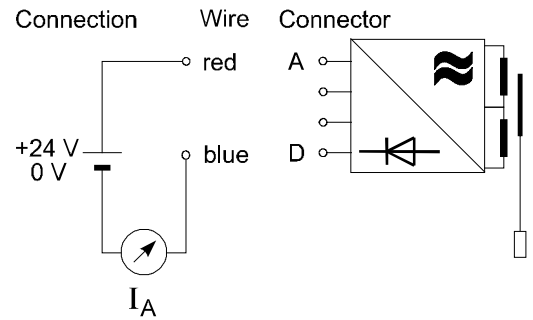 Connection Wire Connector
red A
+24 V
0 V
blue D
I_A